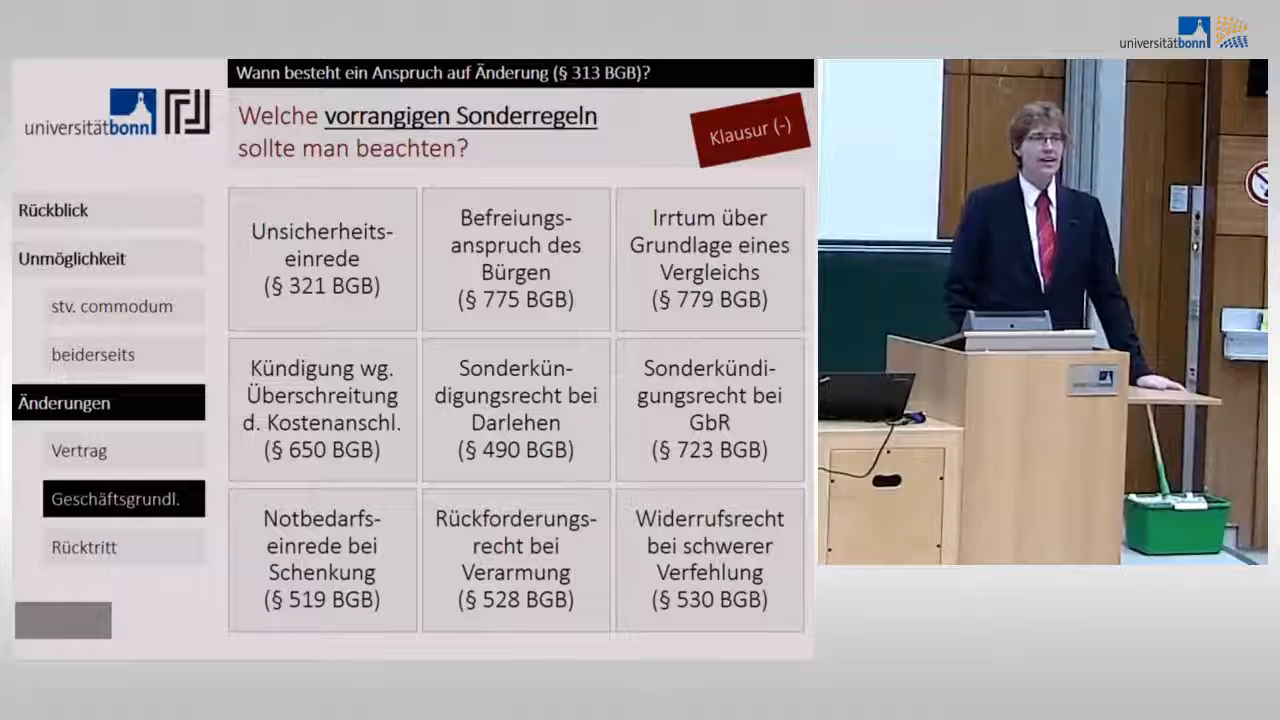 universitätbonn
Wann besteht ein Anspruch auf Änderung (§ 313 BGB)?
universitätbonn
Welche vorrangigen Sonderregeln
sollte man beachten?
Klausur (-)
Rückblick
Unmöglichkeit
stv. commodum
beiderseits
Änderungen
Vertrag
Geschäftsgrundl.
Rücktritt
Unsicherheits-
einrede
(§ 321 BGB)
Befreiungs-
anspruch des
Bürgen
(§ 775 BGB)
Irrtum über
Grundlage eines
Vergleichs
(§ 779 BGB)
Kündigung wg.
Überschreitung
d. Kostenanschl.
(§ 650 BGB)
Sonderkün-
digungsrecht bei
Darlehen
(§ 490 BGB)
Sonderkündi-
gungsrecht bei
GbR
(§ 723 BGB)
Notbedarfs-
einrede bei
Schenkung
(§ 519 BGB)
Rückforderungs-
recht bei
Verarmung
(§ 528 BGB)
Widerrufsrecht
bei schwerer
Verfehlung
(§ 530 BGB)